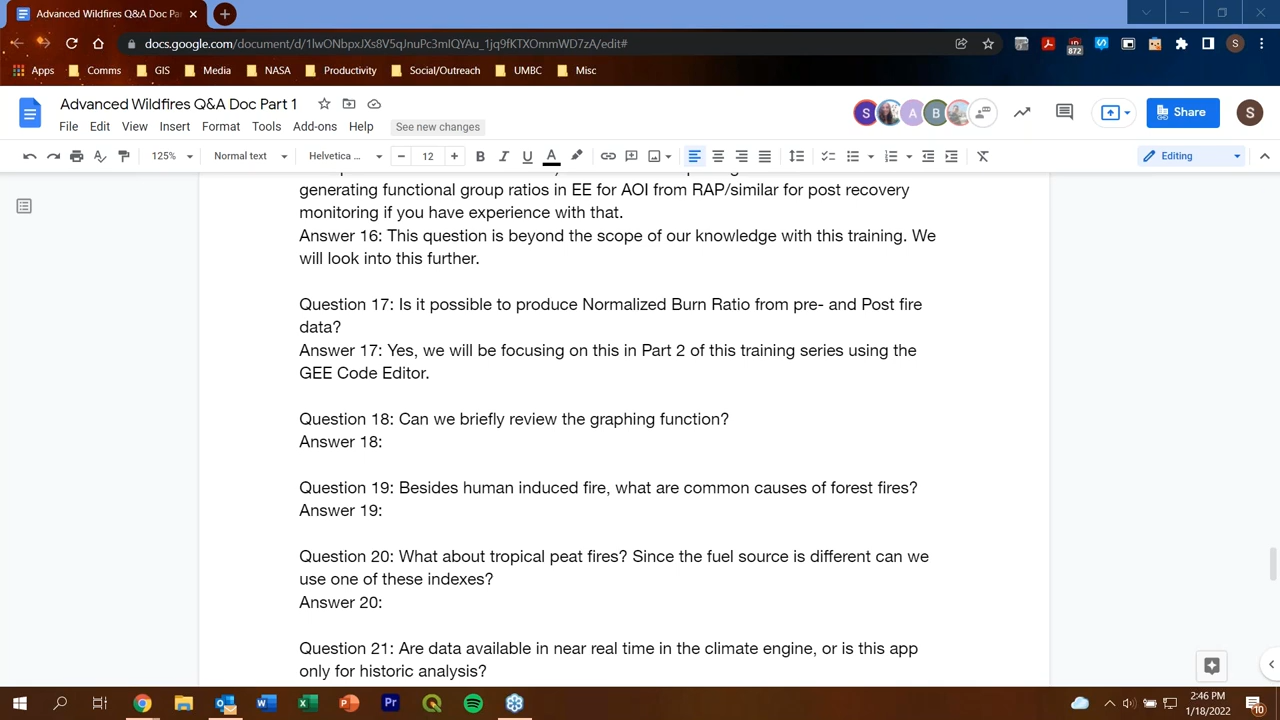 Advanced Wildfires Q&A Doc Pa
docs.google.com/document/d/1lwONbpxJXs8V5qJnuPc3mIQYAu_1jq9fKTXOmmWD7zA/edit#
872
S
Apps Comms GIS Media NASA Productivity Social/Outreach UMBC Misc
Advanced Wildfires Q&A Doc Part 1
S A B
Share
S
File Edit View Insert Format Tools Add-ons Help See new changes
125% Normal text Helvetica ... 12 B I U A Editing
generating functional group ratios in EE for AOI from RAP/similar for post recovery
monitoring if you have experience with that.
Answer 16: This question is beyond the scope of our knowledge with this training. We
will look into this further.
Question 17: Is it possible to produce Normalized Burn Ratio from pre- and Post fire
data?
Answer 17: Yes, we will be focusing on this in Part 2 of this training series using the
GEE Code Editor.
Question 18: Can we briefly review the graphing function?
Answer 18:
Question 19: Besides human induced fire, what are common causes of forest fires?
Answer 19:
Question 20: What about tropical peat fires? Since the fuel source is different can we
use one of these indexes?
Answer 20:
Question 21: Are data available in near real time in the climate engine, or is this app
only for historic analysis?
2:46 PM
1/18/2022
10